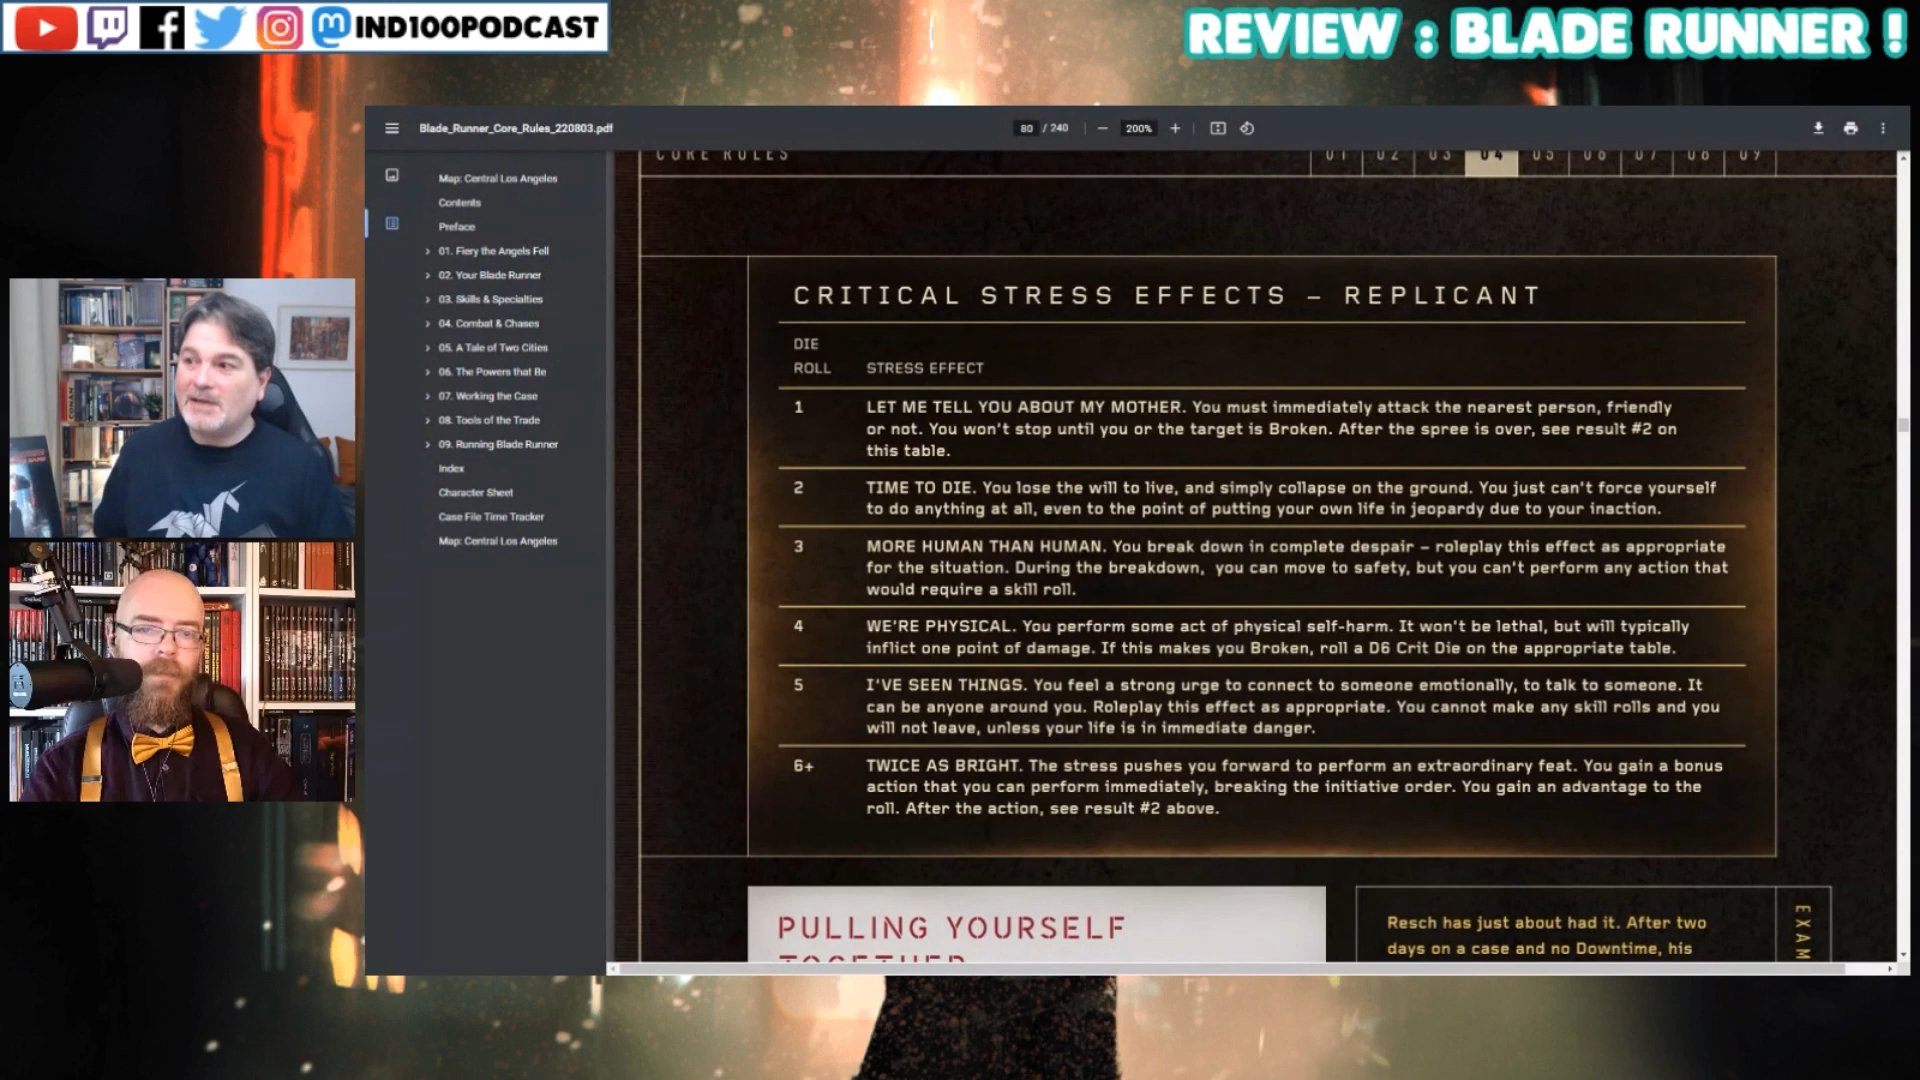 IND100PODCAST
REVIEW : BLADE RUNNER !
Blade_Runner_Core_Rules_220803.pdf
80 / 240
200%
Map: Central Los Angeles
Contents
Preface
01. Fiery the Angels Fell
02. Your Blade Runner
03. Skills & Specialties
04. Combat & Chases
05. A Tale of Two Cities
06. The Powers that Be
07. Working the Case
08. Tools of the Trade
09. Running Blade Runner
Index
Character Sheet
Case File Time Tracker
Map: Central Los Angeles
CORE RULES
01 02 03 04 05 06 07 08 09
CRITICAL STRESS EFFECTS – REPLICANT
DIE
ROLL STRESS EFFECT
1 LET ME TELL YOU ABOUT MY MOTHER. You must immediately attack the nearest person, friendly
or not. You won't stop until you or the target is Broken. After the spree is over, see result #2 on
this table.
2 TIME TO DIE. You lose the will to live, and simply collapse on the ground. You just can't force yourself
to do anything at all, even to the point of putting your own life in jeopardy due to your inaction.
3 MORE HUMAN THAN HUMAN. You break down in complete despair – roleplay this effect as appropriate
for the situation. During the breakdown, you can move to safety, but you can't perform any action that
would require a skill roll.
4 WE'RE PHYSICAL. You perform some act of physical self-harm. It won't be lethal, but will typically
inflict one point of damage. If this makes you Broken, roll a D6 Crit Die on the appropriate table.
5 I'VE SEEN THINGS. You feel a strong urge to connect to someone emotionally, to talk to someone. It
can be anyone around you. Roleplay this effect as appropriate. You cannot make any skill rolls and you
will not leave, unless your life is in immediate danger.
6+ TWICE AS BRIGHT. The stress pushes you forward to perform an extraordinary feat. You gain a bonus
action that you can perform immediately, breaking the initiative order. You gain an advantage to the
roll. After the action, see result #2 above.
PULLING YOURSELF
TOGETHER
Resch has just about had it. After two
days on a case and no Downtime, his
EXAM